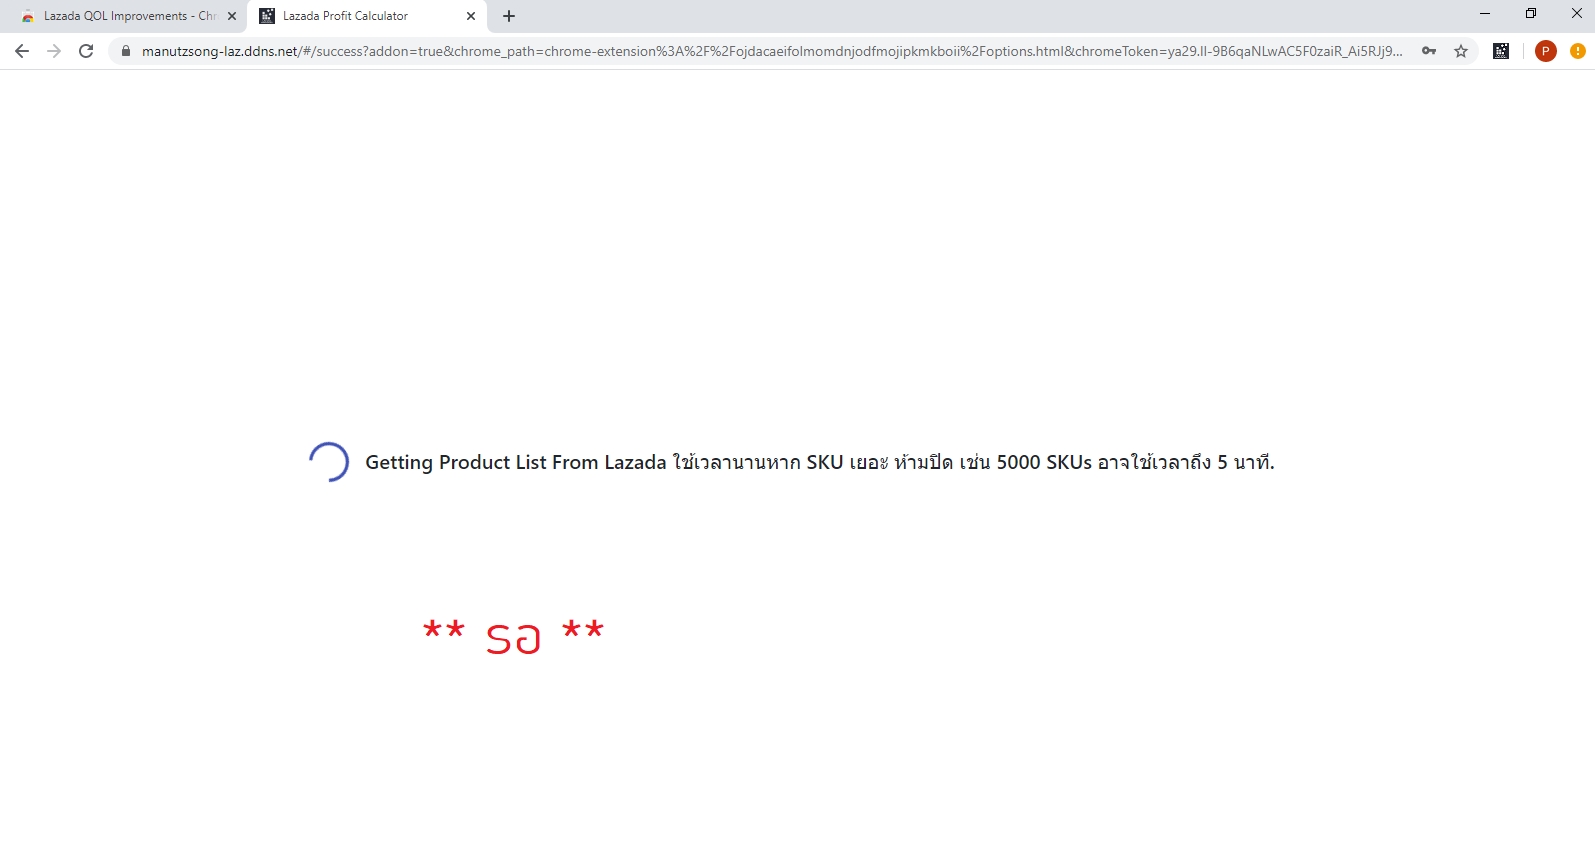 Lazada QOL Improvements - Chr
Lazada Profit Calculator
manutzsong-laz.ddns.net/#/success?addon=true&chrome_path=chrome-extension%3A%2F%2Fojdacaeifolmomdnjodfmojipkmkboii%2Foptions.html&chromeToken=ya29.Il-9B6qaNLwAC5F0zaiR_Ai5RJj9...
P
Getting Product List From Lazada ใช้เวลานานหาก SKU เยอะ ห้ามปิด เช่น 5000 SKUs อาจใช้เวลาถึง 5 นาที.
** รอ **